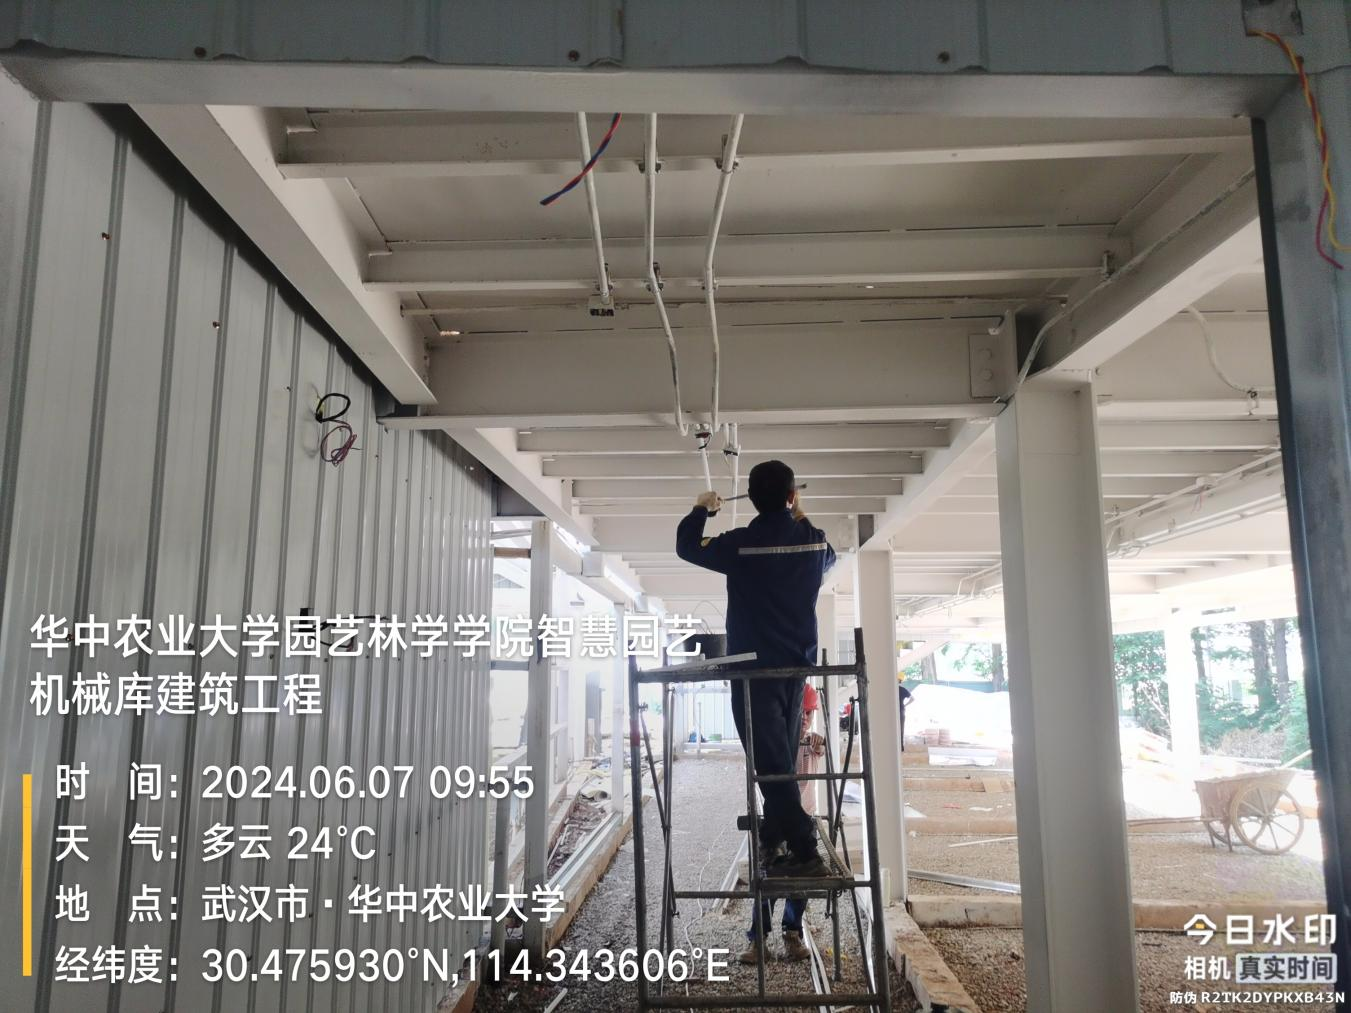 华中农业大学园艺林学学院智慧园艺
机械库建筑工程
时 间：2024.06.07 09:55
天 气：多云 24°C
地 点：武汉市·华中农业大学
经纬度：30.475930°N,114.343606°E
今日水印
相机 真实时间
防伪 R2TK2DYPKXB43N